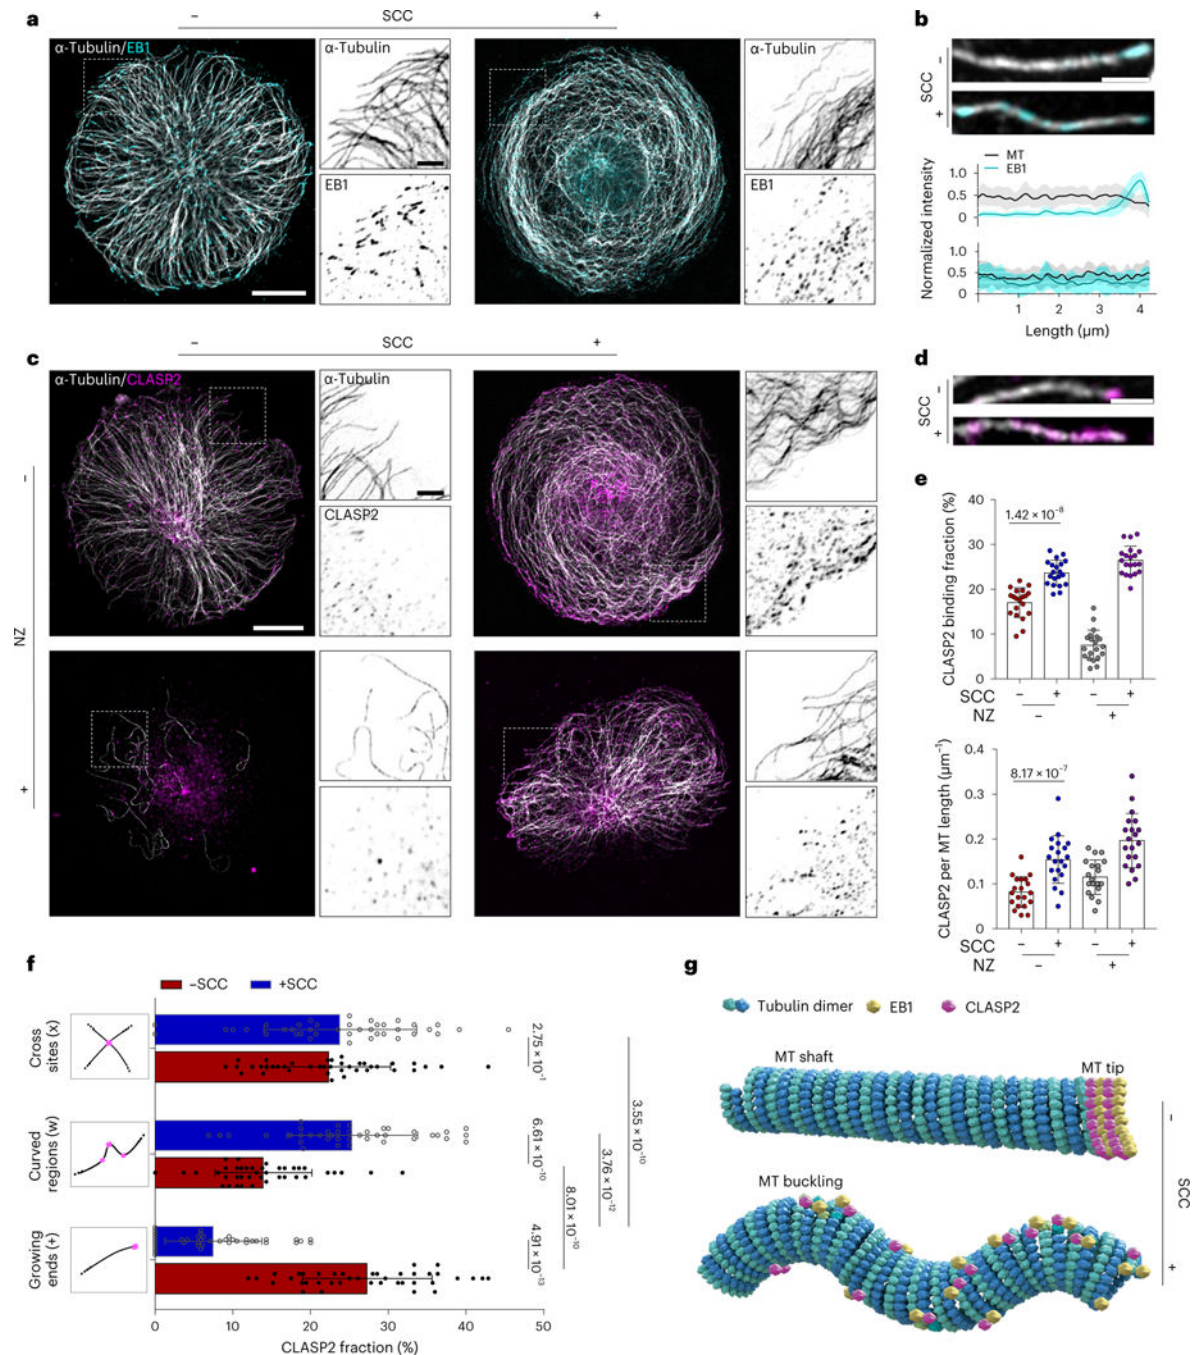 a
− SCC +
α-Tubulin/EB1
α-Tubulin
EB1
α-Tubulin
EB1
b
SCC
−
+
MT
EB1
Normalized intensity
1.0
0.5
0
1.0
0.5
0
1 2 3 4
Length (µm)
c
− SCC +
α-Tubulin/CLASP2
α-Tubulin
CLASP2
NZ
−
+
d
SCC
−
+
e
CLASP2 binding fraction (%)
40
30
20
10
0
1.42 × 10⁻⁸
SCC − + − +
NZ − +
CLASP2 per MT length (µm⁻¹)
0.4
0.3
0.2
0.1
0
8.17 × 10⁻⁷
SCC − + − +
NZ − +
f
−SCC +SCC
Cross
sites (x)
2.75 × 10⁻¹
Curved
regions (w)
6.61 × 10⁻¹⁰
Growing
ends (+)
4.91 × 10⁻¹³
8.01 × 10⁻¹⁰
3.76 × 10⁻¹²
3.55 × 10⁻¹⁰
0 10 20 30 40 50
CLASP2 fraction (%)
g
Tubulin dimer EB1 CLASP2
MT shaft
MT tip
MT buckling
−
SCC
+